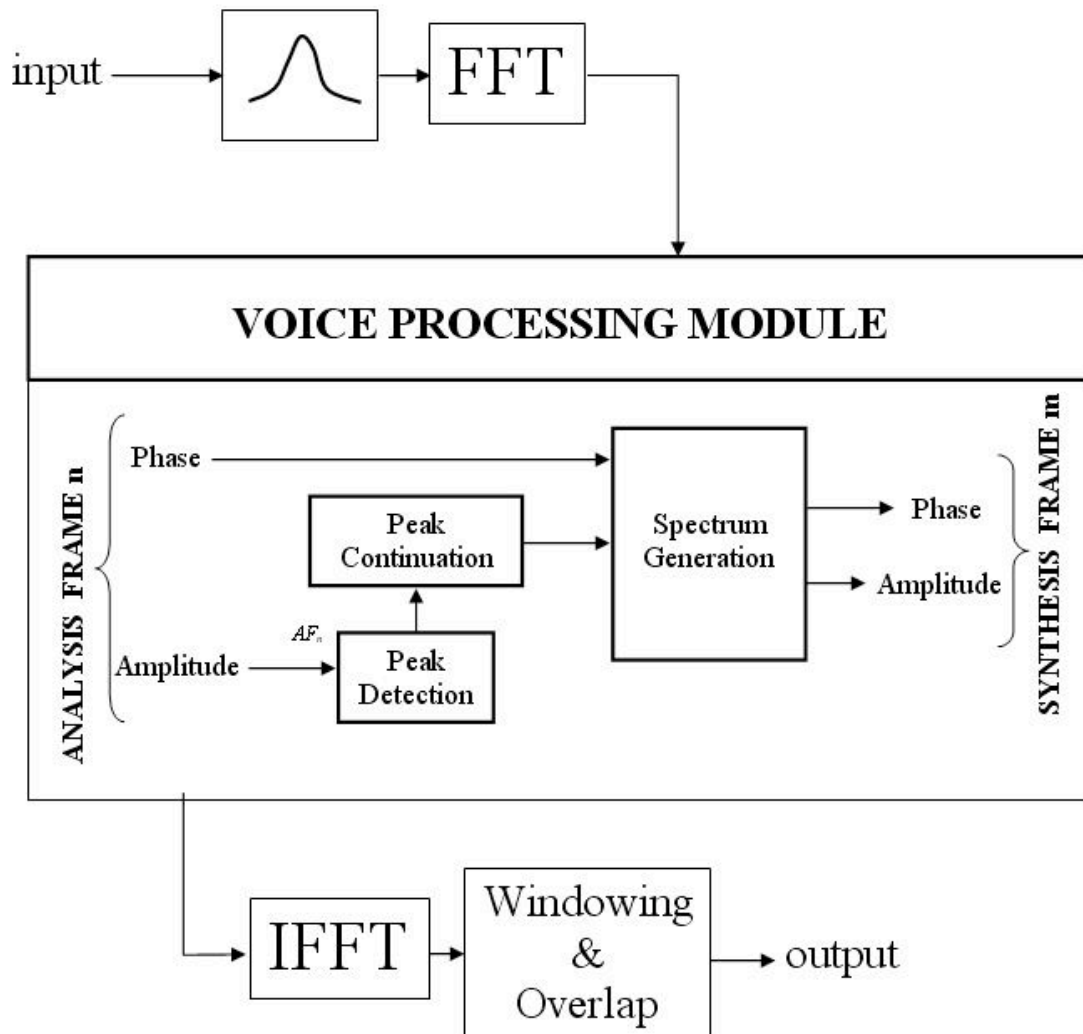 input
FFT
VOICE PROCESSING MODULE
ANALYSIS FRAME n
Phase
Peak
Continuation
AFn
Amplitude
Peak
Detection
Spectrum
Generation
Phase
Amplitude
SYNTHESIS FRAME m
IFFT
Windowing
&
Overlap
output